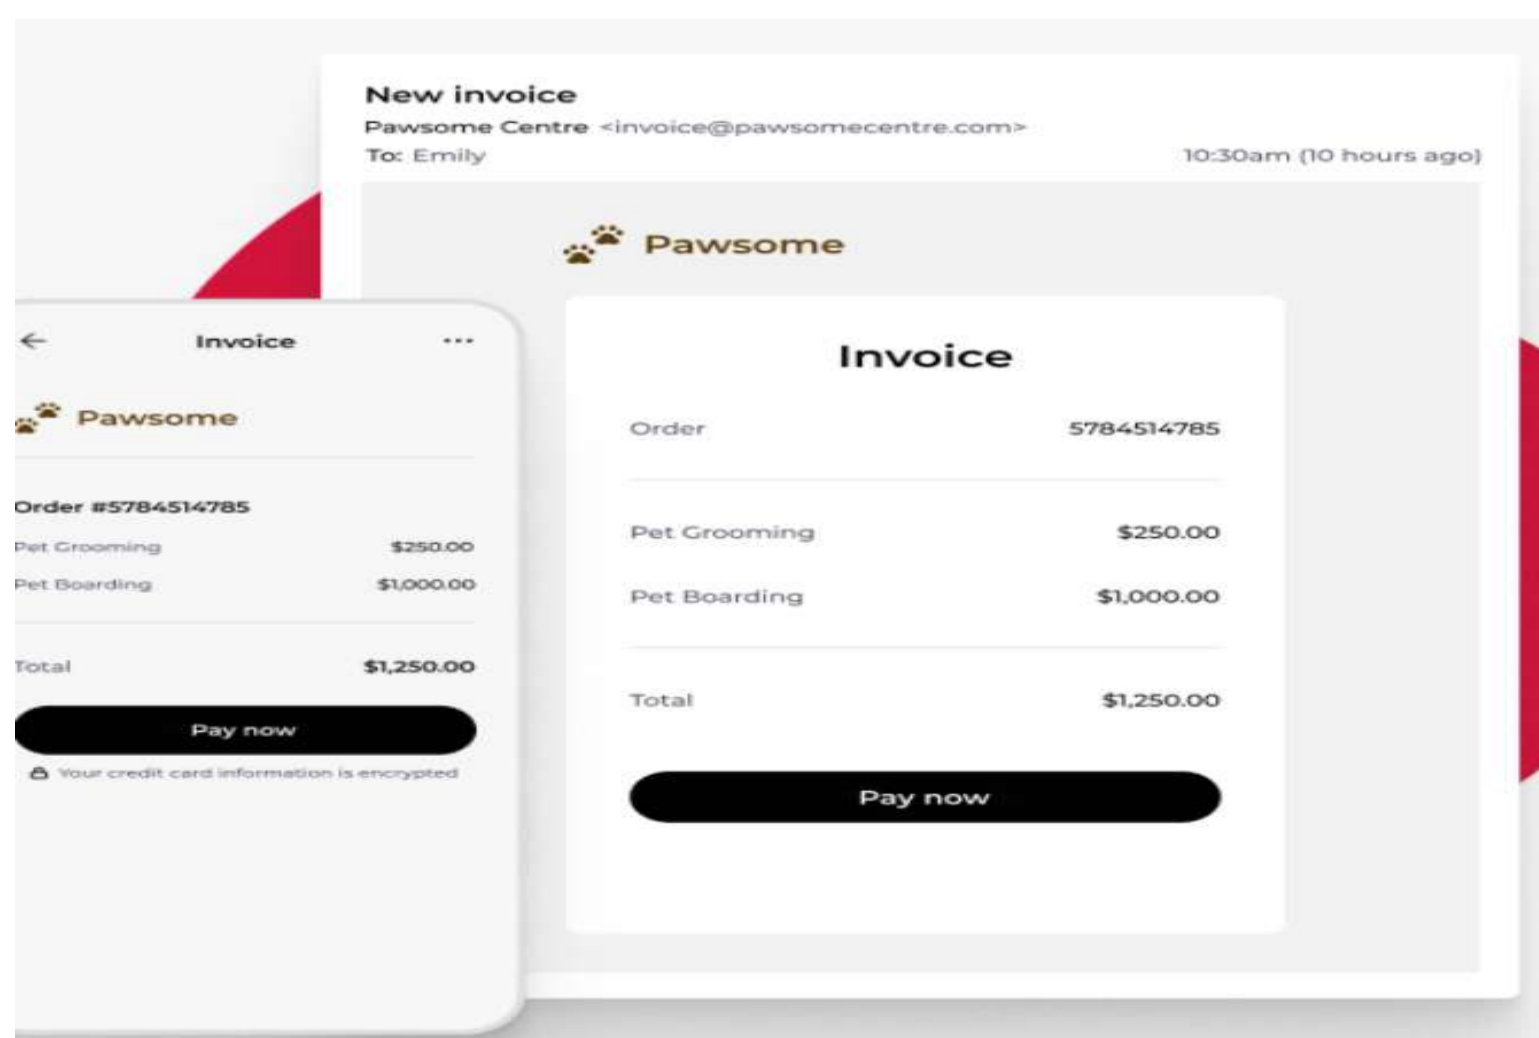 New invoice
Pawsome Centre <invoice@pawsomecentre.com>
To: Emily 10:30am (10 hours ago)
Pawsome
Invoice
Order 5784514785
Pet Grooming $250.00
Pet Boarding $1,000.00
Total $1,250.00
Pay now
Invoice
Pawsome
Order #5784514785
Pet Grooming $250.00
Pet Boarding $1,000.00
Total $1,250.00
Pay now
Your credit card information is encrypted